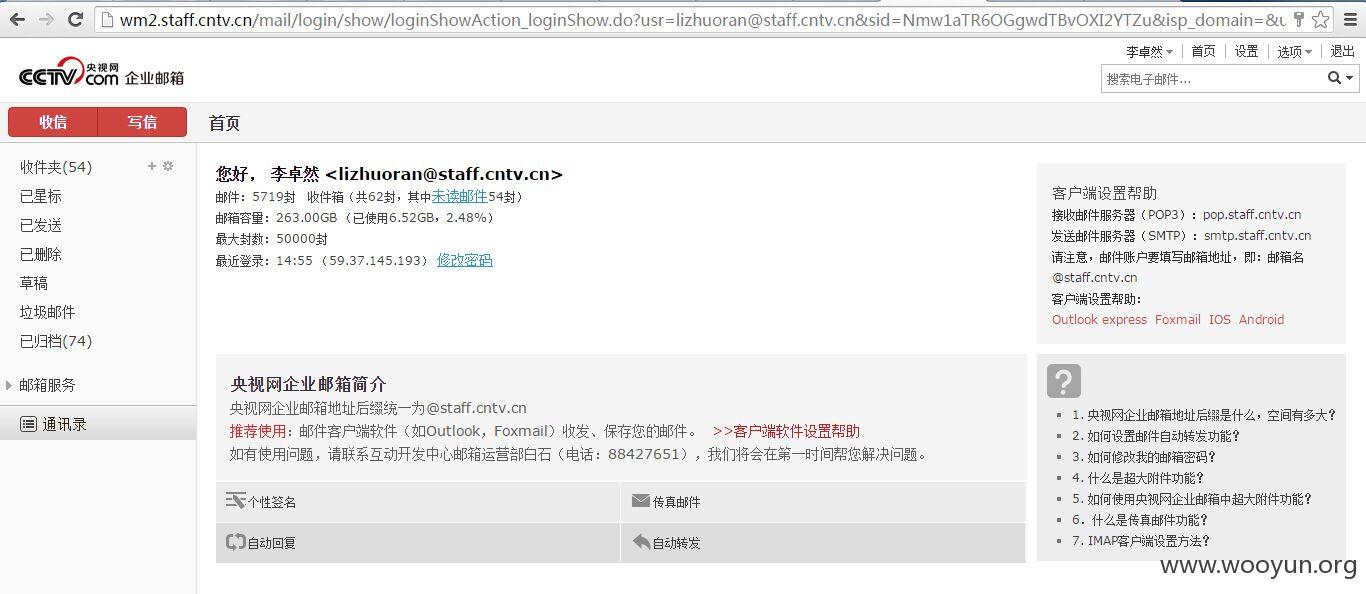 wm2.staff.cntv.cn/mail/login/show/loginShowAction_loginShow.do?usr=lizhuoran@staff.cntv.cn&sid=Nmw1aTR6OGgwdTBvOXI2YTZu&isp_domain=&u
李卓然 首页 设置 选项 退出
CCTV.com 央视网 企业邮箱
搜索电子邮件...
收信 写信 首页
收件夹(54)
已星标
已发送
已删除
草稿
垃圾邮件
已归档(74)
邮箱服务
通讯录
您好， 李卓然 <lizhuoran@staff.cntv.cn>
邮件：5719封 收件箱（共62封，其中未读邮件54封）
邮箱容量：263.00GB（已使用6.52GB，2.48%）
最大封数：50000封
最近登录：14:55（59.37.145.193） 修改密码
客户端设置帮助
接收邮件服务器（POP3）：pop.staff.cntv.cn
发送邮件服务器（SMTP）：smtp.staff.cntv.cn
请注意，邮件账户要填写邮箱地址，即：邮箱名
@staff.cntv.cn
客户端设置帮助：
Outlook express Foxmail IOS Android
央视网企业邮箱简介
央视网企业邮箱地址后缀统一为@staff.cntv.cn
推荐使用：邮件客户端软件（如Outlook，Foxmail）收发、保存您的邮件。 >>客户端软件设置帮助
如有使用问题，请联系互动开发中心邮箱运营部白石（电话：88427651），我们将会在第一时间帮您解决问题。
个性签名 传真邮件
自动回复 自动转发
?
1. 央视网企业邮箱地址后缀是什么，空间有多大？
2. 如何设置邮件自动转发功能？
3. 如何修改我的邮箱密码？
4. 什么是超大附件功能？
5. 如何使用央视网企业邮箱中超大附件功能？
6. 什么是传真邮件功能？
7. IMAP客户端设置方法？
www.wooyun.org